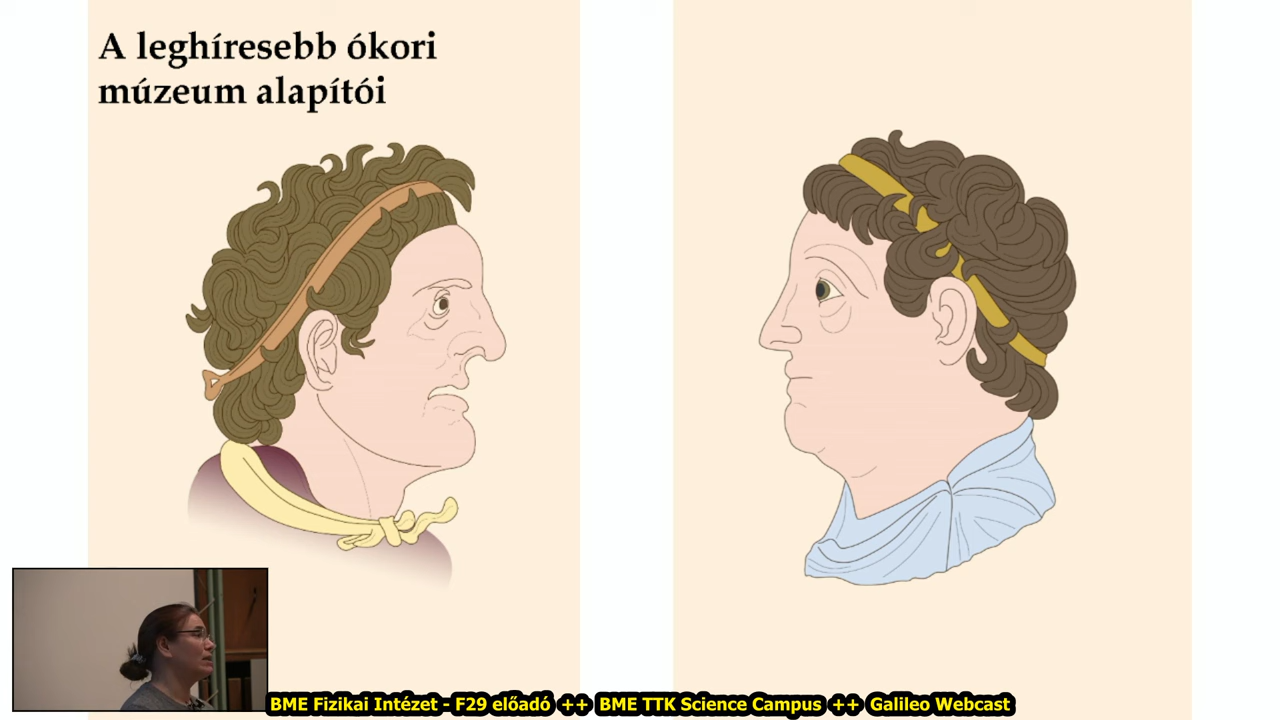 A leghíresebb ókori
múzeum alapítói
BME Fizikai Intézet - F29 előadó ++ BME TTK Science Campus ++ Galileo Webcast